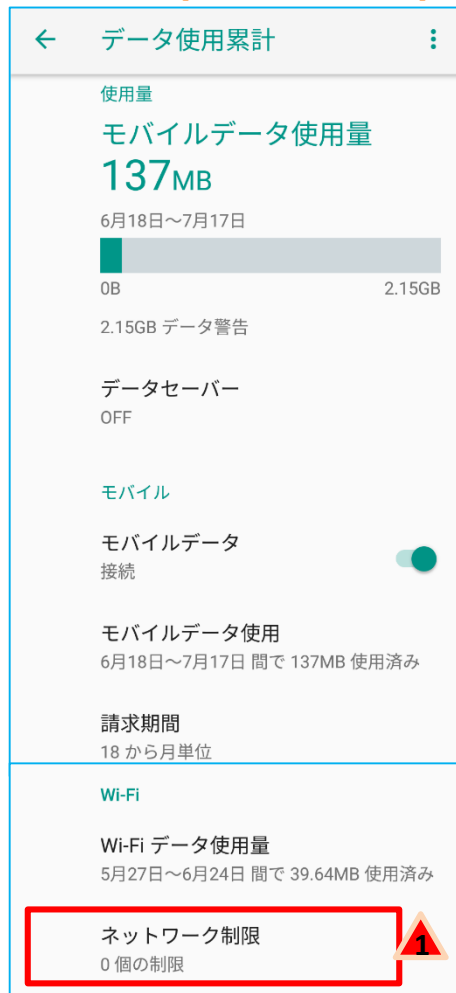 データ使用累計
使用量
モバイルデータ使用量
137MB
6月18日～7月17日
0B 2.15GB
2.15GB データ警告
データセーバー
OFF
モバイル
モバイルデータ
接続
モバイルデータ使用
6月18日～7月17日 間で 137MB 使用済み
請求期間
18 から月単位
Wi-Fi
Wi-Fi データ使用量
5月27日～6月24日 間で 39.64MB 使用済み
ネットワーク制限
0 個の制限
1